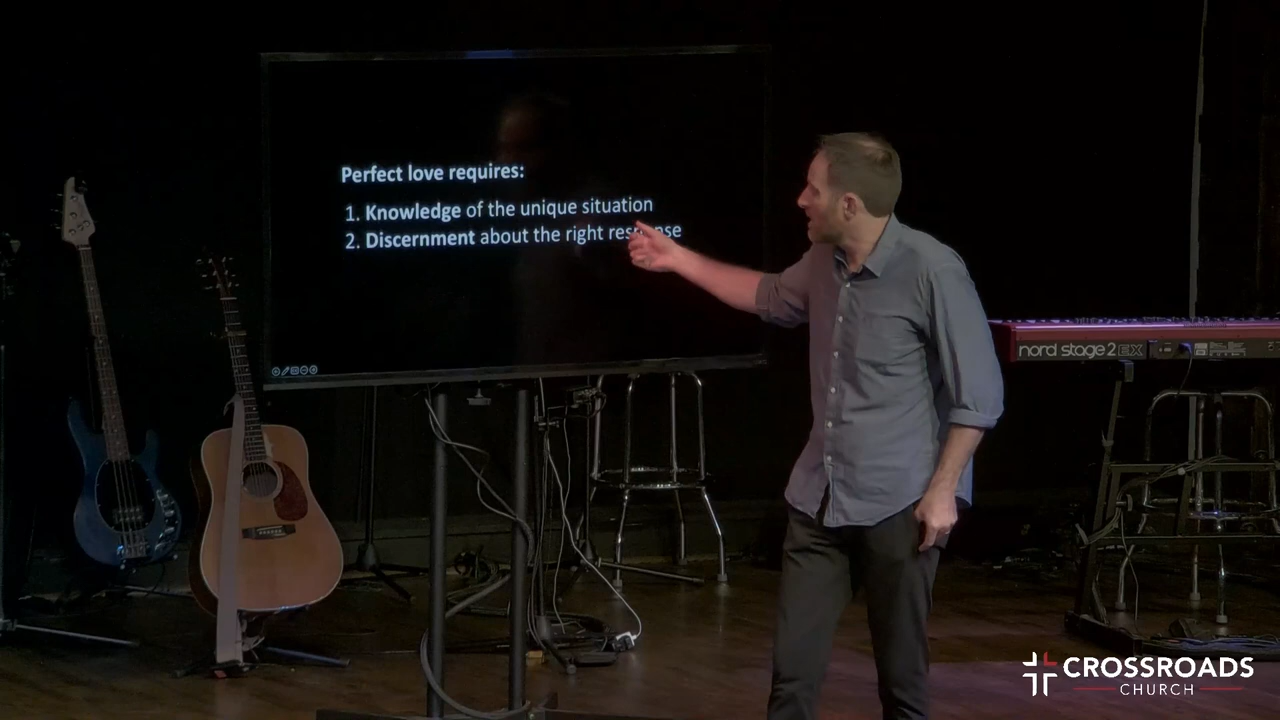 Perfect love requires:
1. Knowledge of the unique situation
2. Discernment about the right response
nord stage 2 EX
CROSSROADS
CHURCH